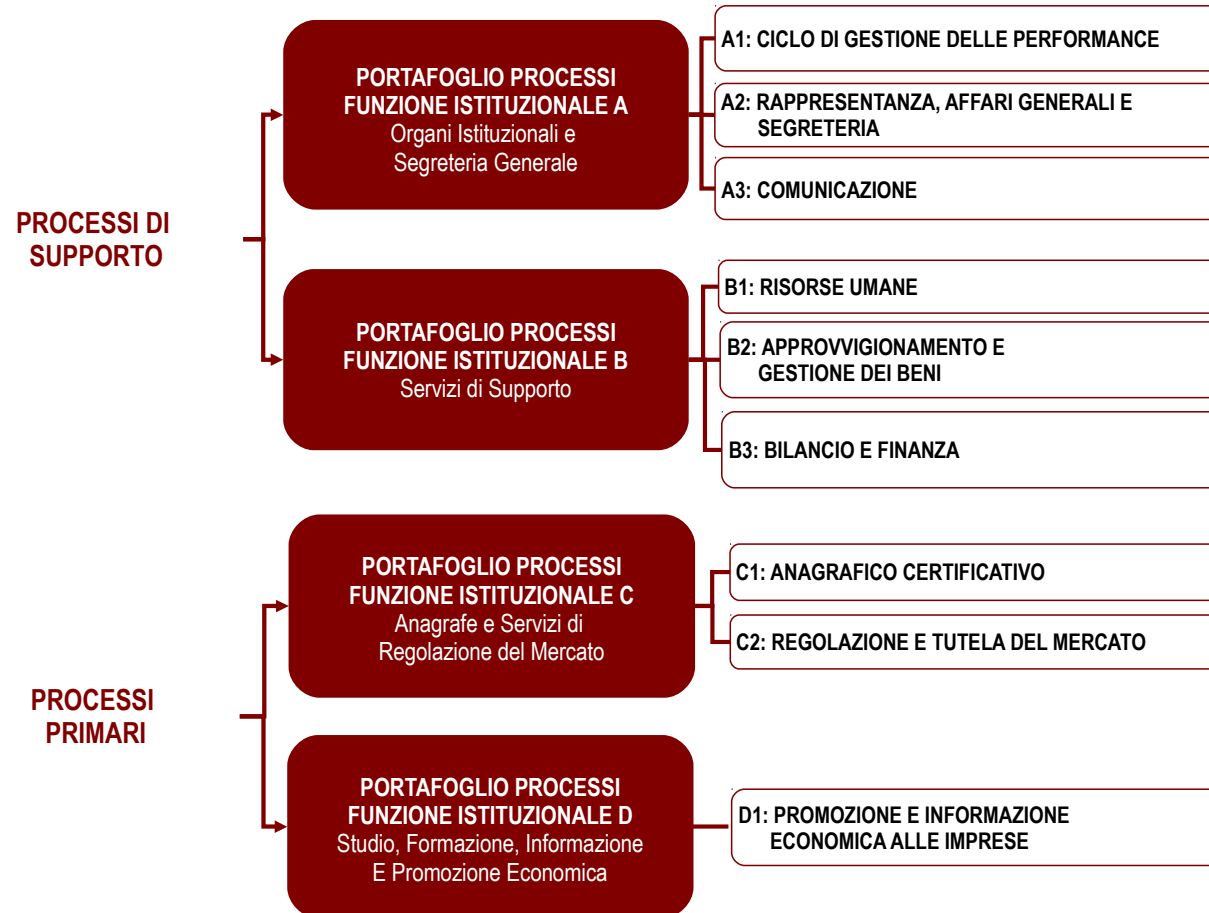 PROCESSI DI
SUPPORTO
PORTAFOGLIO PROCESSI
FUNZIONE ISTITUZIONALE A
Organi Istituzionali e
Segreteria Generale
A1: CICLO DI GESTIONE DELLE PERFORMANCE
A2: RAPPRESENTANZA, AFFARI GENERALI E
SEGRETERIA
A3: COMUNICAZIONE
PORTAFOGLIO PROCESSI
FUNZIONE ISTITUZIONALE B
Servizi di Supporto
B1: RISORSE UMANE
B2: APPROVVIGIONAMENTO E
GESTIONE DEI BENI
B3: BILANCIO E FINANZA
PROCESSI
PRIMARI
PORTAFOGLIO PROCESSI
FUNZIONE ISTITUZIONALE C
Anagrafe e Servizi di
Regolazione del Mercato
C1: ANAGRAFICO CERTIFICATIVO
C2: REGOLAZIONE E TUTELA DEL MERCATO
PORTAFOGLIO PROCESSI
FUNZIONE ISTITUZIONALE D
Studio, Formazione, Informazione
E Promozione Economica
D1: PROMOZIONE E INFORMAZIONE
ECONOMICA ALLE IMPRESE